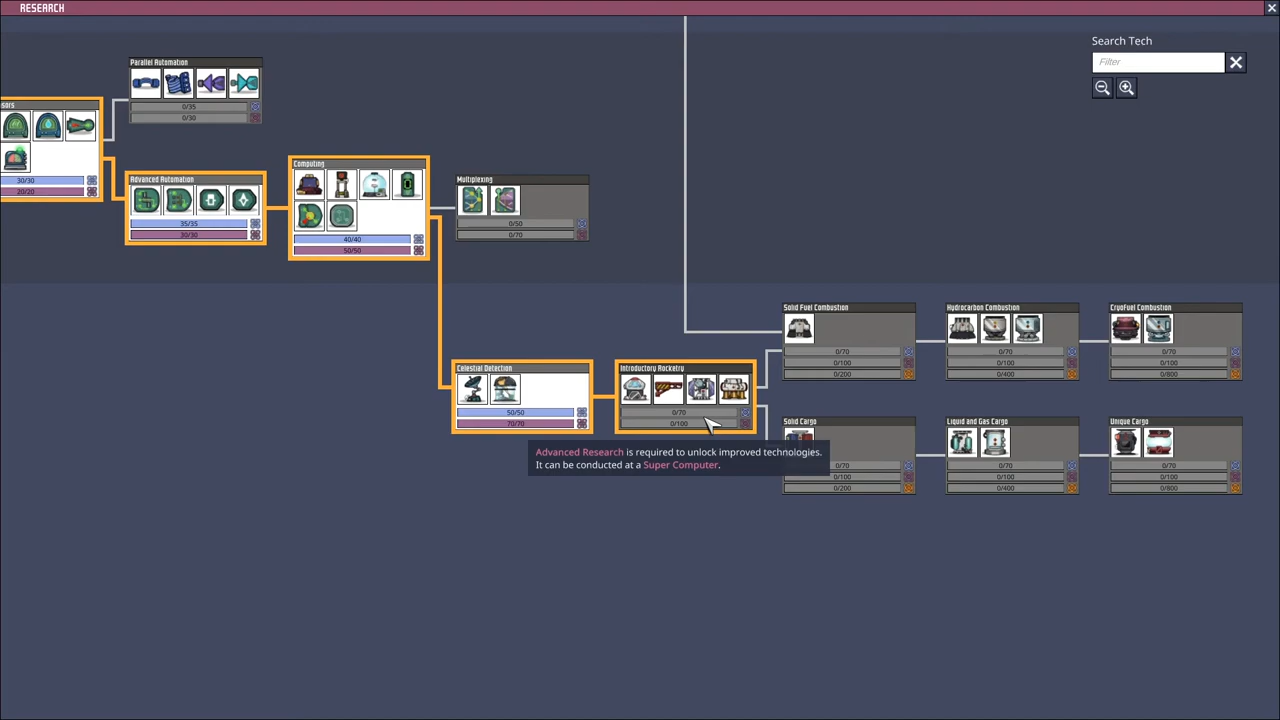 RESEARCH
Search Tech
Filter
Parallel Automation
0/35
0/30
sors
30/30
20/20
Advanced Automation
35/35
30/30
Computing
40/40
50/50
Multiplexing
0/50
0/70
Celestial Detection
50/50
70/70
Introductory Rocketry
0/70
0/100
Solid Fuel Combustion
0/70
0/100
0/200
Hydrocarbon Combustion
0/70
0/100
0/400
CryoFuel Combustion
0/70
0/100
0/800
Solid Cargo
0/70
0/100
0/200
Liquid and Gas Cargo
0/70
0/100
0/400
Unique Cargo
0/70
0/100
0/800
Advanced Research is required to unlock improved technologies.
It can be conducted at a Super Computer.